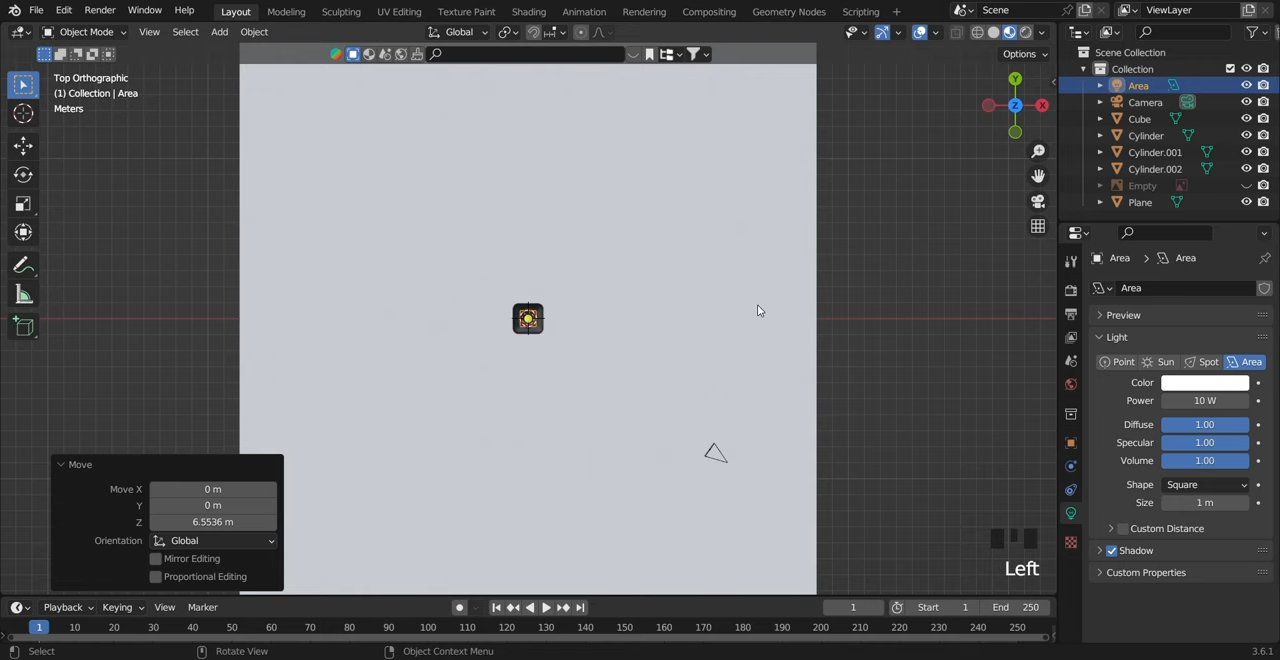 File Edit Render Window Help
Layout Modeling Sculpting UV Editing Texture Paint Shading Animation Rendering Compositing Geometry Nodes Scripting +
Scene
ViewLayer
Object Mode View Select Add Object
Global
Options
Top Orthographic
(1) Collection | Area
Meters
Y
Z
X
Scene Collection
Collection
Area
Camera
Cube
Cylinder
Cylinder.001
Cylinder.002
Empty
Plane
Area > Area
Area
Preview
Light
Point Sun Spot Area
Color
Power 10 W
Diffuse 1.00
Specular 1.00
Volume 1.00
Shape Square
Size 1 m
Custom Distance
Shadow
Custom Properties
Move
Move X 0 m
Y 0 m
Z 6.5536 m
Orientation Global
Mirror Editing
Proportional Editing
Left
Playback Keying View Marker
1 Start 1 End 250
1 10 20 30 40 50 60 70 80 90 100 110 120 130 140 150 160 170 180 190 200 210 220 230 240 250
Select Rotate View Object Context Menu
3.6.1